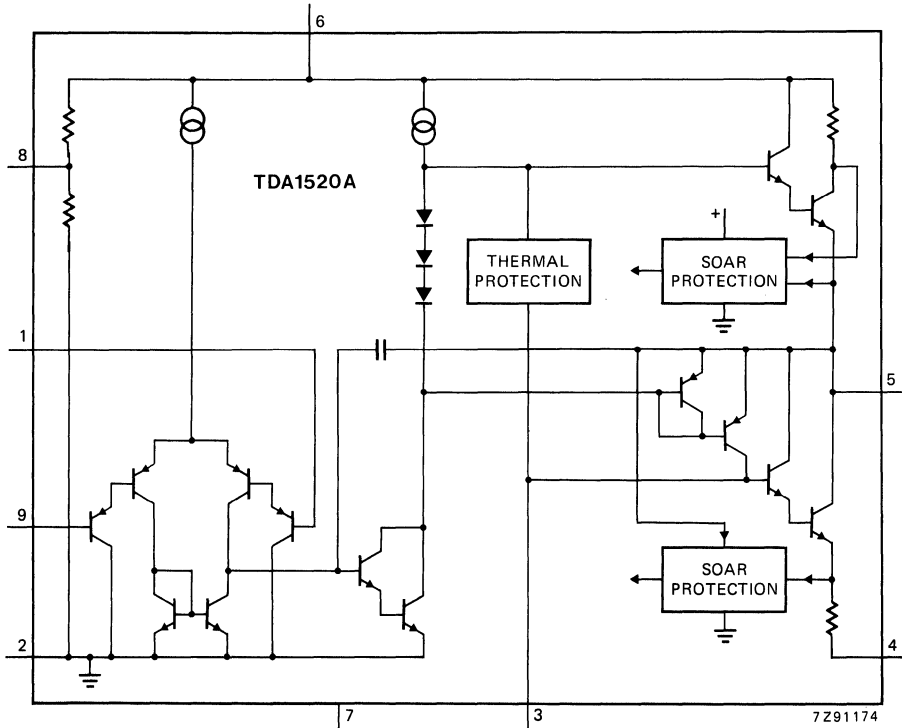 6
8
TDA1520A
+
THERMAL
PROTECTION
SOAR
PROTECTION
1
5
9
SOAR
PROTECTION
2
4
7
3
7Z91174